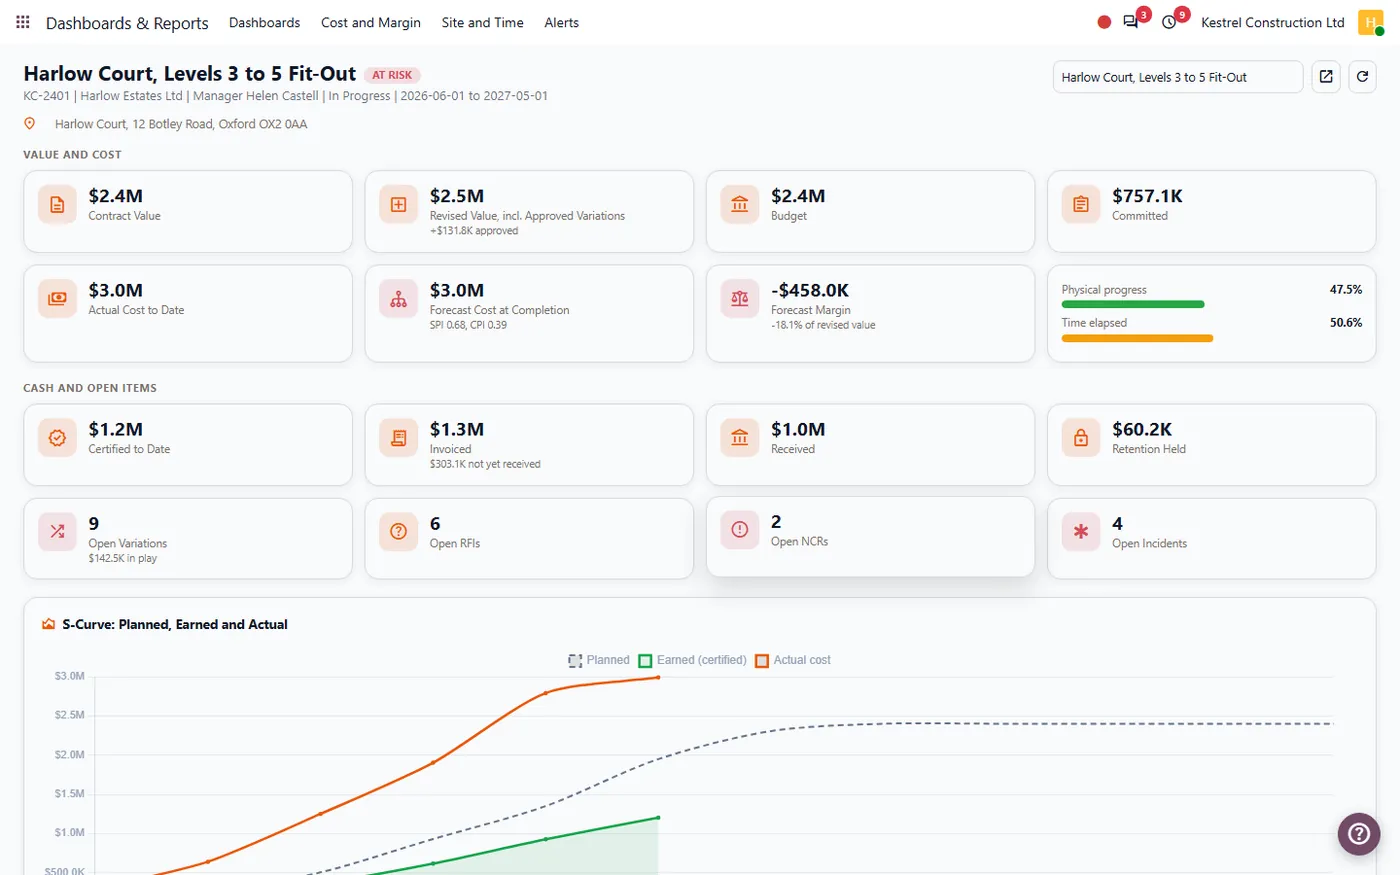 Dashboards & Reports Dashboards Cost and Margin Site and Time Alerts 3 9 Kestrel Construction Ltd H
Harlow Court, Levels 3 to 5 Fit-Out AT RISK
Harlow Court, Levels 3 to 5 Fit-Out
KC-2401 | Harlow Estates Ltd | Manager Helen Castell | In Progress | 2026-06-01 to 2027-05-01
Harlow Court, 12 Botley Road, Oxford OX2 0AA
VALUE AND COST
$2.4M
Contract Value
$2.5M
Revised Value, incl. Approved Variations
+$131.8K approved
$2.4M
Budget
$757.1K
Committed
$3.0M
Actual Cost to Date
$3.0M
Forecast Cost at Completion
SPI 0.68, CPI 0.39
-$458.0K
Forecast Margin
-18.1% of revised value
Physical progress 47.5%
Time elapsed 50.6%
CASH AND OPEN ITEMS
$1.2M
Certified to Date
$1.3M
Invoiced
$303.1K not yet received
$1.0M
Received
$60.2K
Retention Held
9
Open Variations
$142.5K in play
6
Open RFIs
2
Open NCRs
4
Open Incidents
S-Curve: Planned, Earned and Actual
Planned Earned (certified) Actual cost
$3.0M
$2.5M
$2.0M
$1.5M
$1.0M
$500.0K